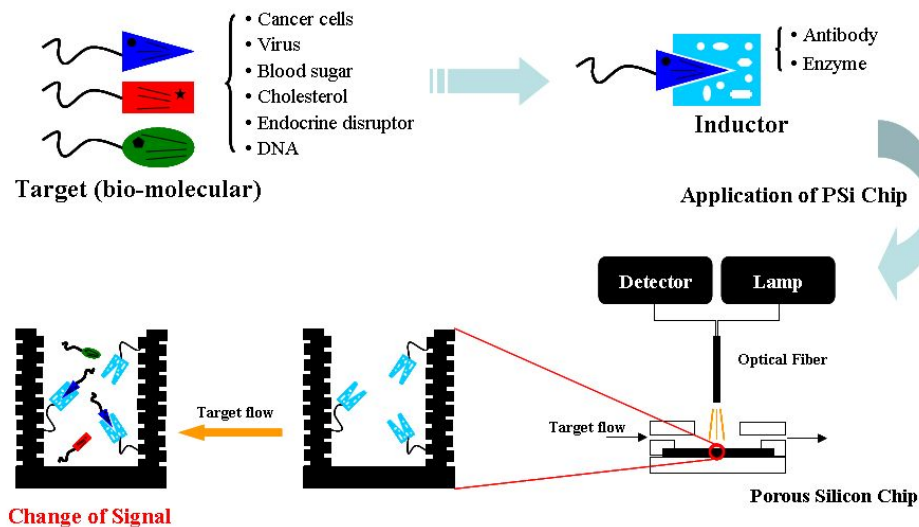 • Cancer cells
• Virus
• Blood sugar
• Cholesterol
• Endocrine disruptor
• DNA
Target (bio-molecular)
• Antibody
• Enzyme
Inductor
Application of PSi Chip
Detector
Lamp
Optical Fiber
Target flow
Porous Silicon Chip
Target flow
Change of Signal